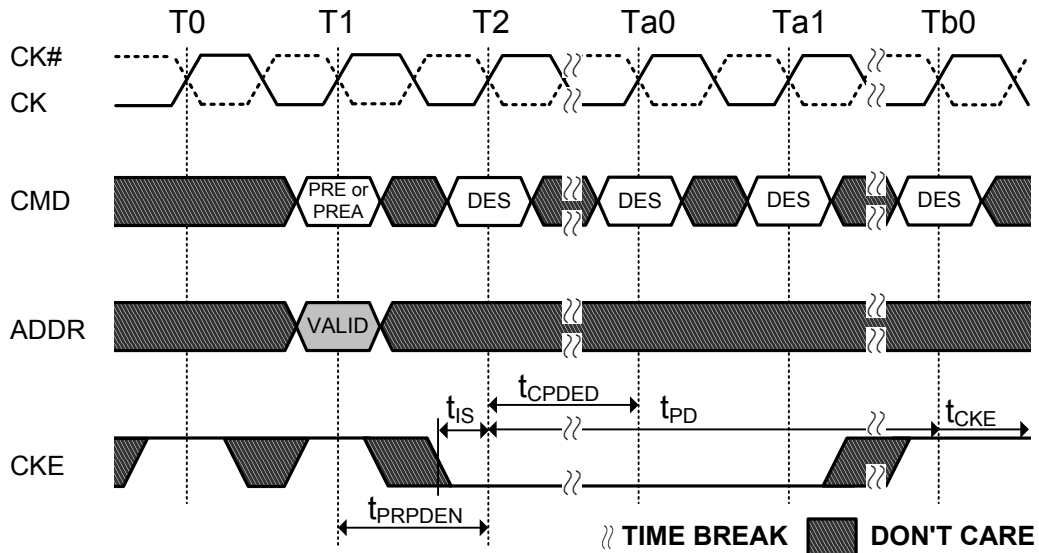 T0 T1 T2 Ta0 Ta1 Tb0
CK#
CK
CMD
PRE or
PREA
DES DES DES DES
ADDR
VALID
tIS tCPDED tPD tCKE
CKE
tPRPDEN
TIME BREAK DON'T CARE